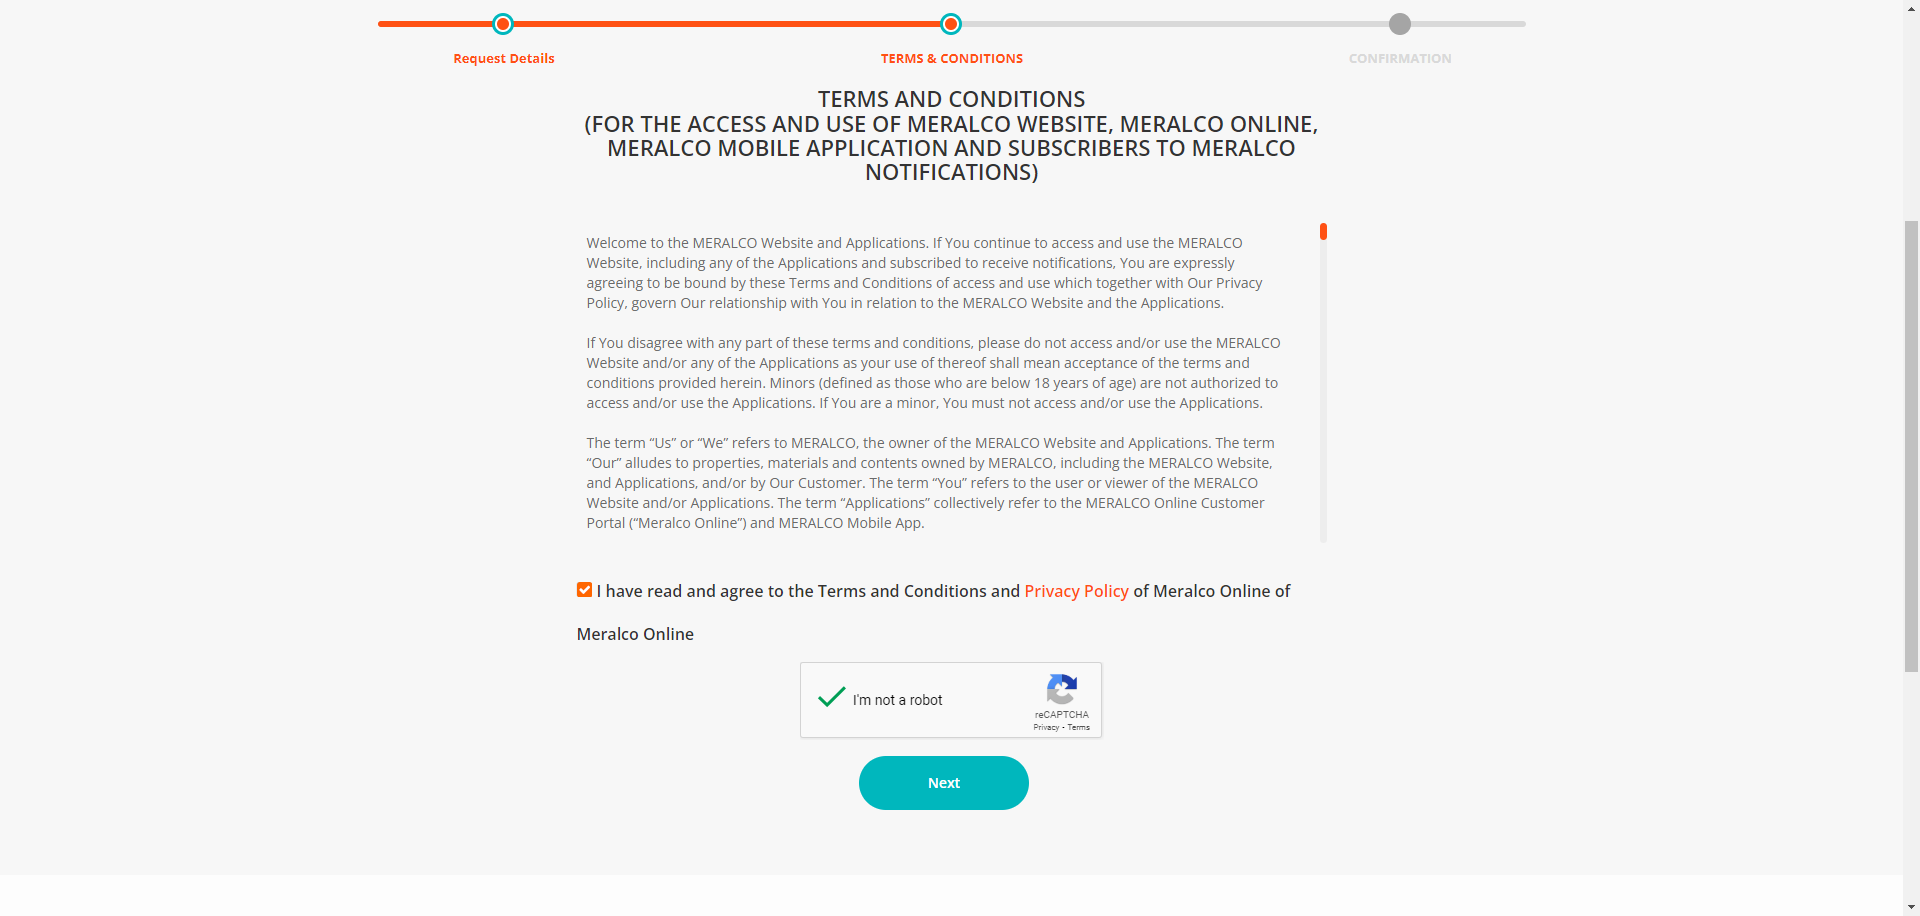 Request Details
TERMS & CONDITIONS
CONFIRMATION
TERMS AND CONDITIONS
(FOR THE ACCESS AND USE OF MERALCO WEBSITE, MERALCO ONLINE,
MERALCO MOBILE APPLICATION AND SUBSCRIBERS TO MERALCO
NOTIFICATIONS)
Welcome to the MERALCO Website and Applications. If You continue to access and use the MERALCO
Website, including any of the Applications and subscribed to receive notifications, You are expressly
agreeing to be bound by these Terms and Conditions of access and use which together with Our Privacy
Policy, govern Our relationship with You in relation to the MERALCO Website and the Applications.
If You disagree with any part of these terms and conditions, please do not access and/or use the MERALCO
Website and/or any of the Applications as your use of thereof shall mean acceptance of the terms and
conditions provided herein. Minors (defined as those who are below 18 years of age) are not authorized to
access and/or use the Applications. If You are a minor, You must not access and/or use the Applications.
The term “Us” or “We” refers to MERALCO, the owner of the MERALCO Website and Applications. The term
“Our” alludes to properties, materials and contents owned by MERALCO, including the MERALCO Website,
and Applications, and/or by Our Customer. The term “You” refers to the user or viewer of the MERALCO
Website and/or Applications. The term “Applications” collectively refer to the MERALCO Online Customer
Portal (“Meralco Online”) and MERALCO Mobile App.
I have read and agree to the Terms and Conditions and Privacy Policy of Meralco Online of
Meralco Online
I'm not a robot
reCAPTCHA
Privacy - Terms
Next